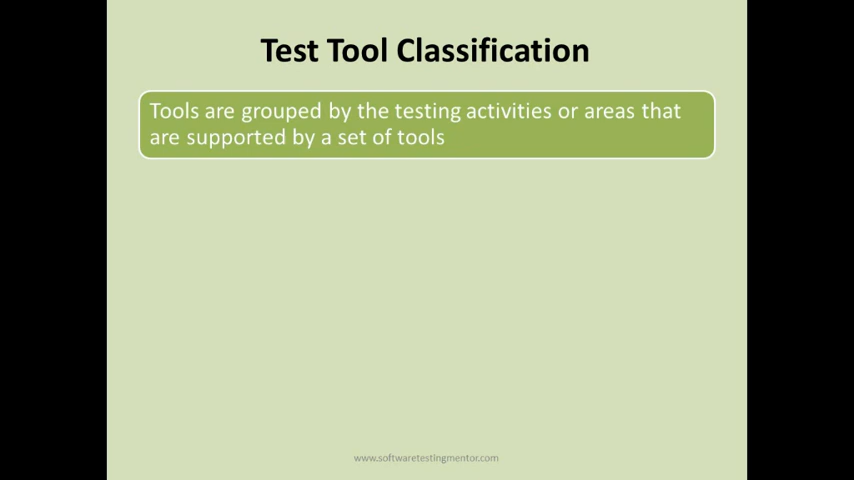 Test Tool Classification
Tools are grouped by the testing activities or areas that
are supported by a set of tools
www.softwaretestingmentor.com